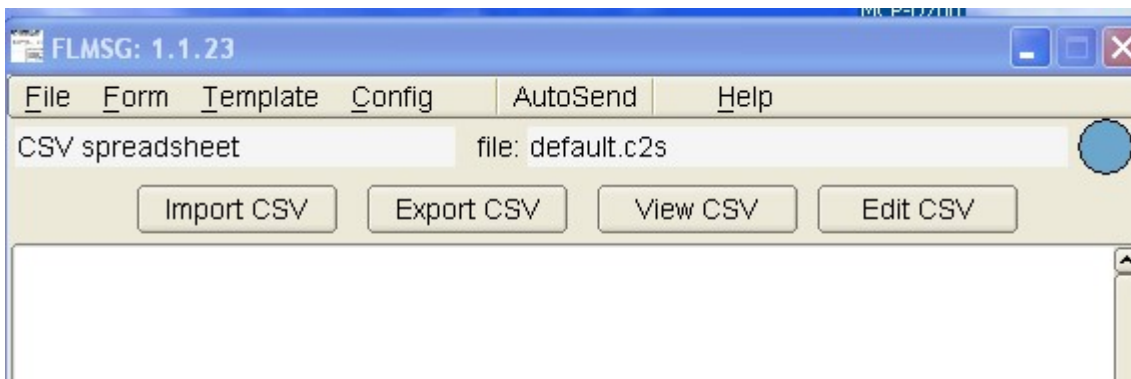 FLMSG: 1.1.23
File Form Template Config AutoSend Help
CSV spreadsheet file: default.c2s
Import CSV Export CSV View CSV Edit CSV